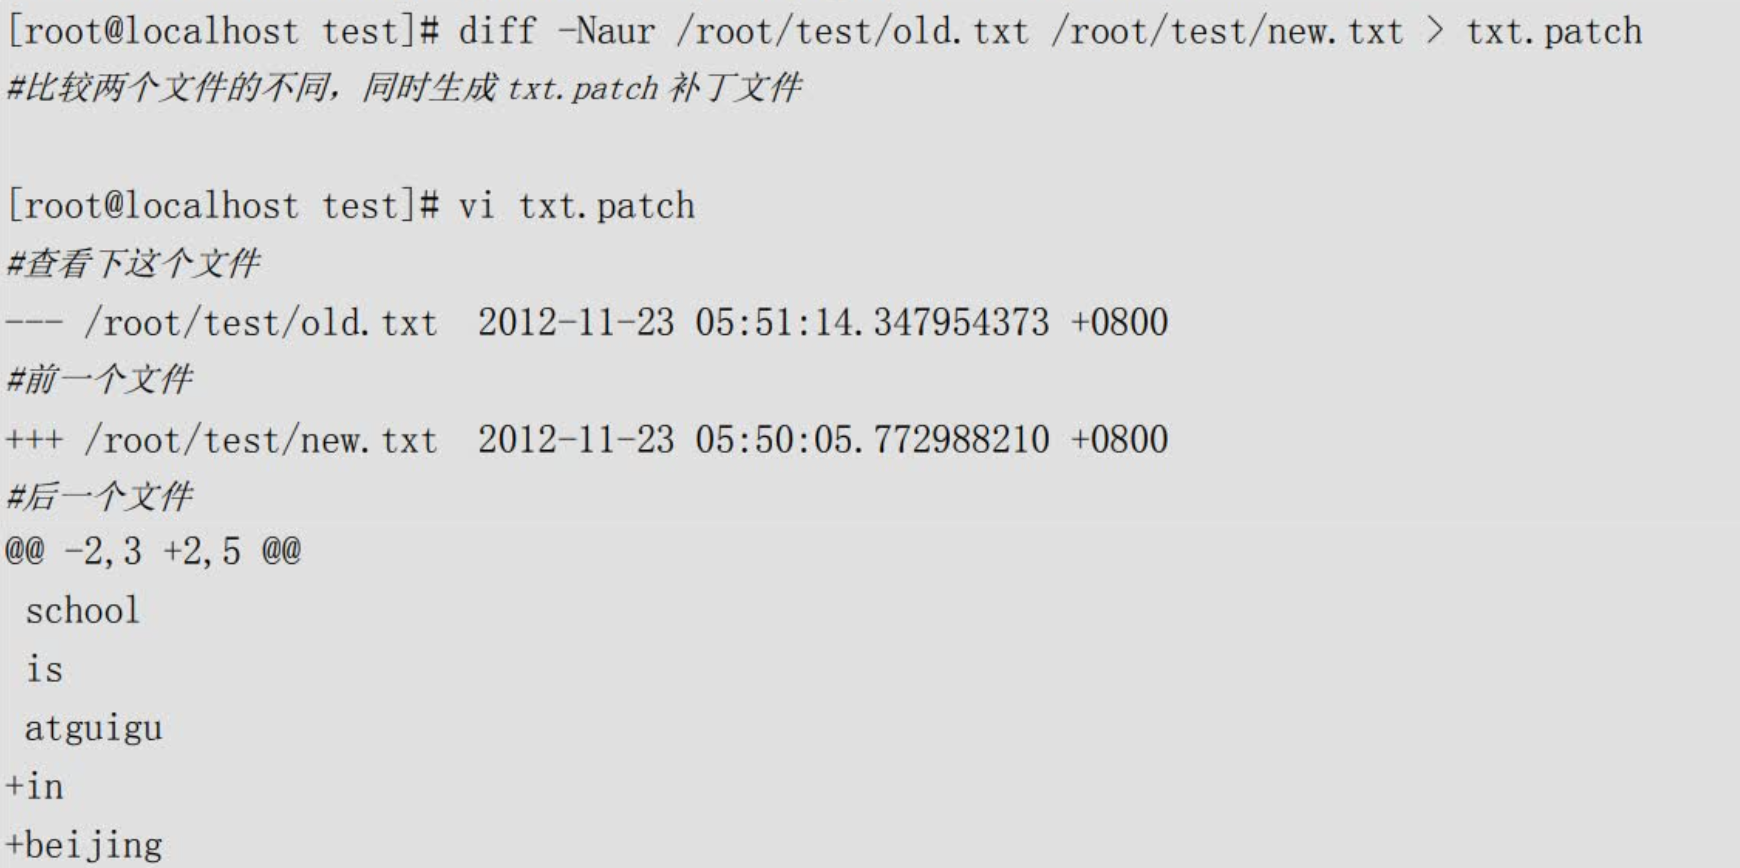 [root@localhost test]# diff -Naur /root/test/old.txt /root/test/new.txt > txt.patch
#比较两个文件的不同，同时生成 txt.patch 补丁文件
[root@localhost test]# vi txt.patch
#查看下这个文件
--- /root/test/old.txt  2012-11-23 05:51:14.347954373 +0800
#前一个文件
+++ /root/test/new.txt  2012-11-23 05:50:05.772988210 +0800
#后一个文件
@@ -2,3 +2,5 @@
 school
 is
 atguigu
+in
+beijing